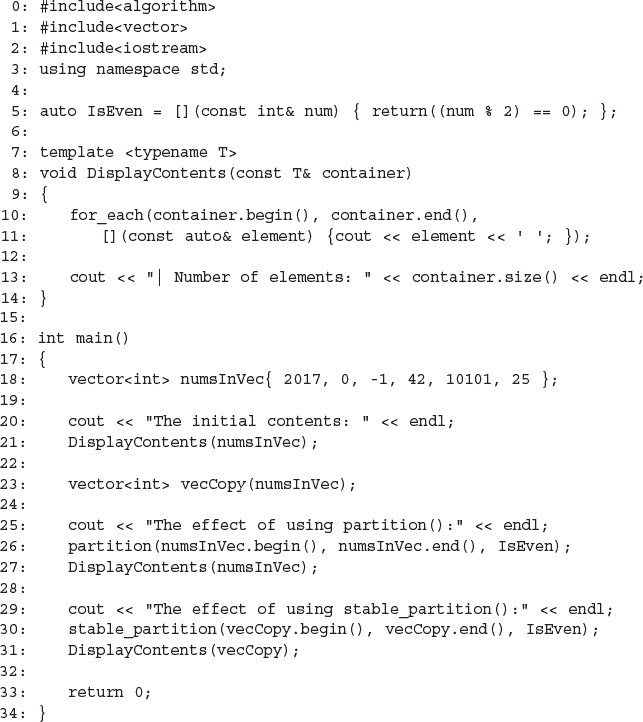 0: #include<algorithm>
1: #include<vector>
2: #include<iostream>
3: using namespace std;
4:
5: auto IsEven = [](const int& num) { return((num % 2) == 0); };
6:
7: template <typename T>
8: void DisplayContents(const T& container)
9: {
10:    for_each(container.begin(), container.end(),
11:       [](const auto& element) {cout << element << ' '; });
12:
13:    cout << "| Number of elements: " << container.size() << endl;
14: }
15:
16: int main()
17: {
18:    vector<int> numsInVec{ 2017, 0, -1, 42, 10101, 25 };
19:
20:    cout << "The initial contents: " << endl;
21:    DisplayContents(numsInVec);
22:
23:    vector<int> vecCopy(numsInVec);
24:
25:    cout << "The effect of using partition():" << endl;
26:    partition(numsInVec.begin(), numsInVec.end(), IsEven);
27:    DisplayContents(numsInVec);
28:
29:    cout << "The effect of using stable_partition():" << endl;
30:    stable_partition(vecCopy.begin(), vecCopy.end(), IsEven);
31:    DisplayContents(vecCopy);
32:
33:    return 0;
34: }